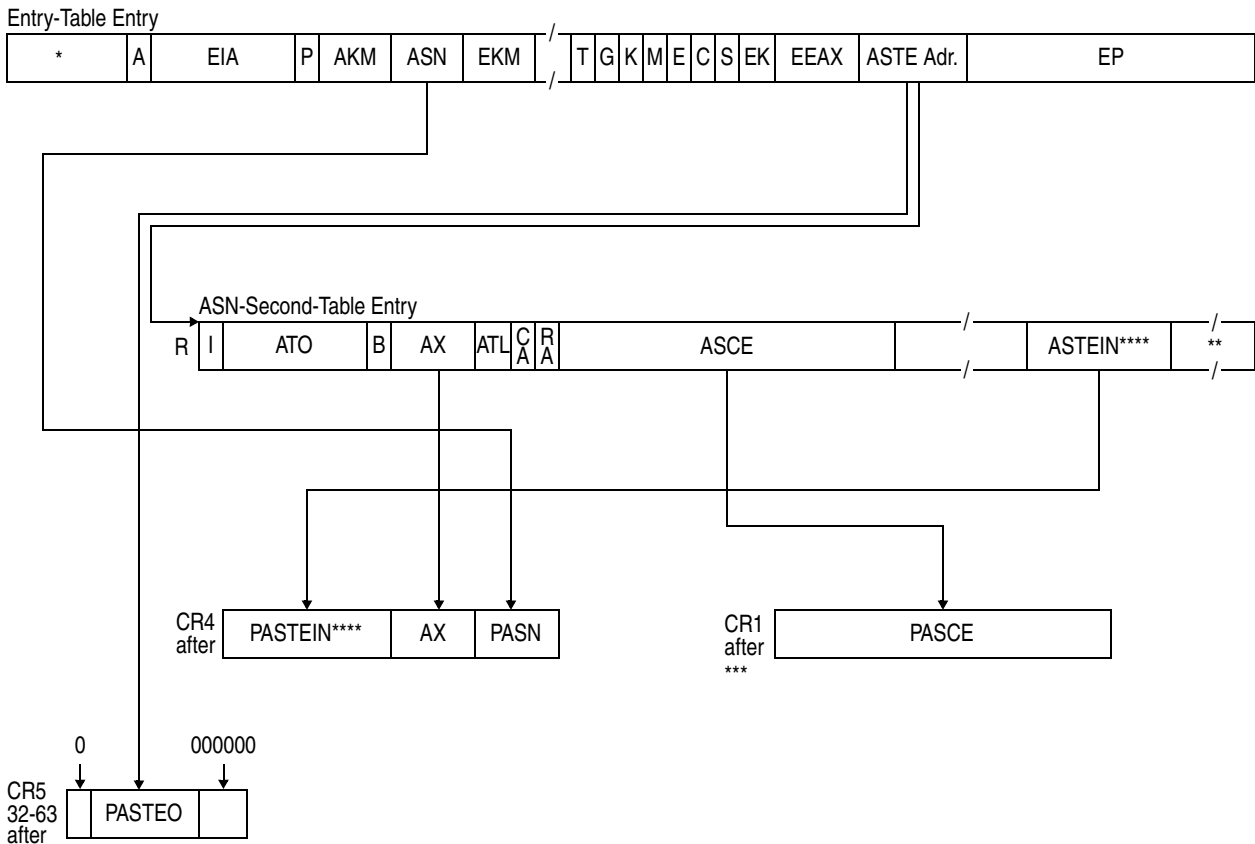 Entry-Table Entry
* A EIA P AKM ASN EKM / / T G K M E C S EK EEAX ASTE Adr. EP
ASN-Second-Table Entry
R I ATO B AX ATL CA RA ASCE / / ASTEIN**** / ** /
CR4 after PASTEIN**** AX PASN
CR1 after *** PASCE
0 000000
CR5 32-63 after PASTEO